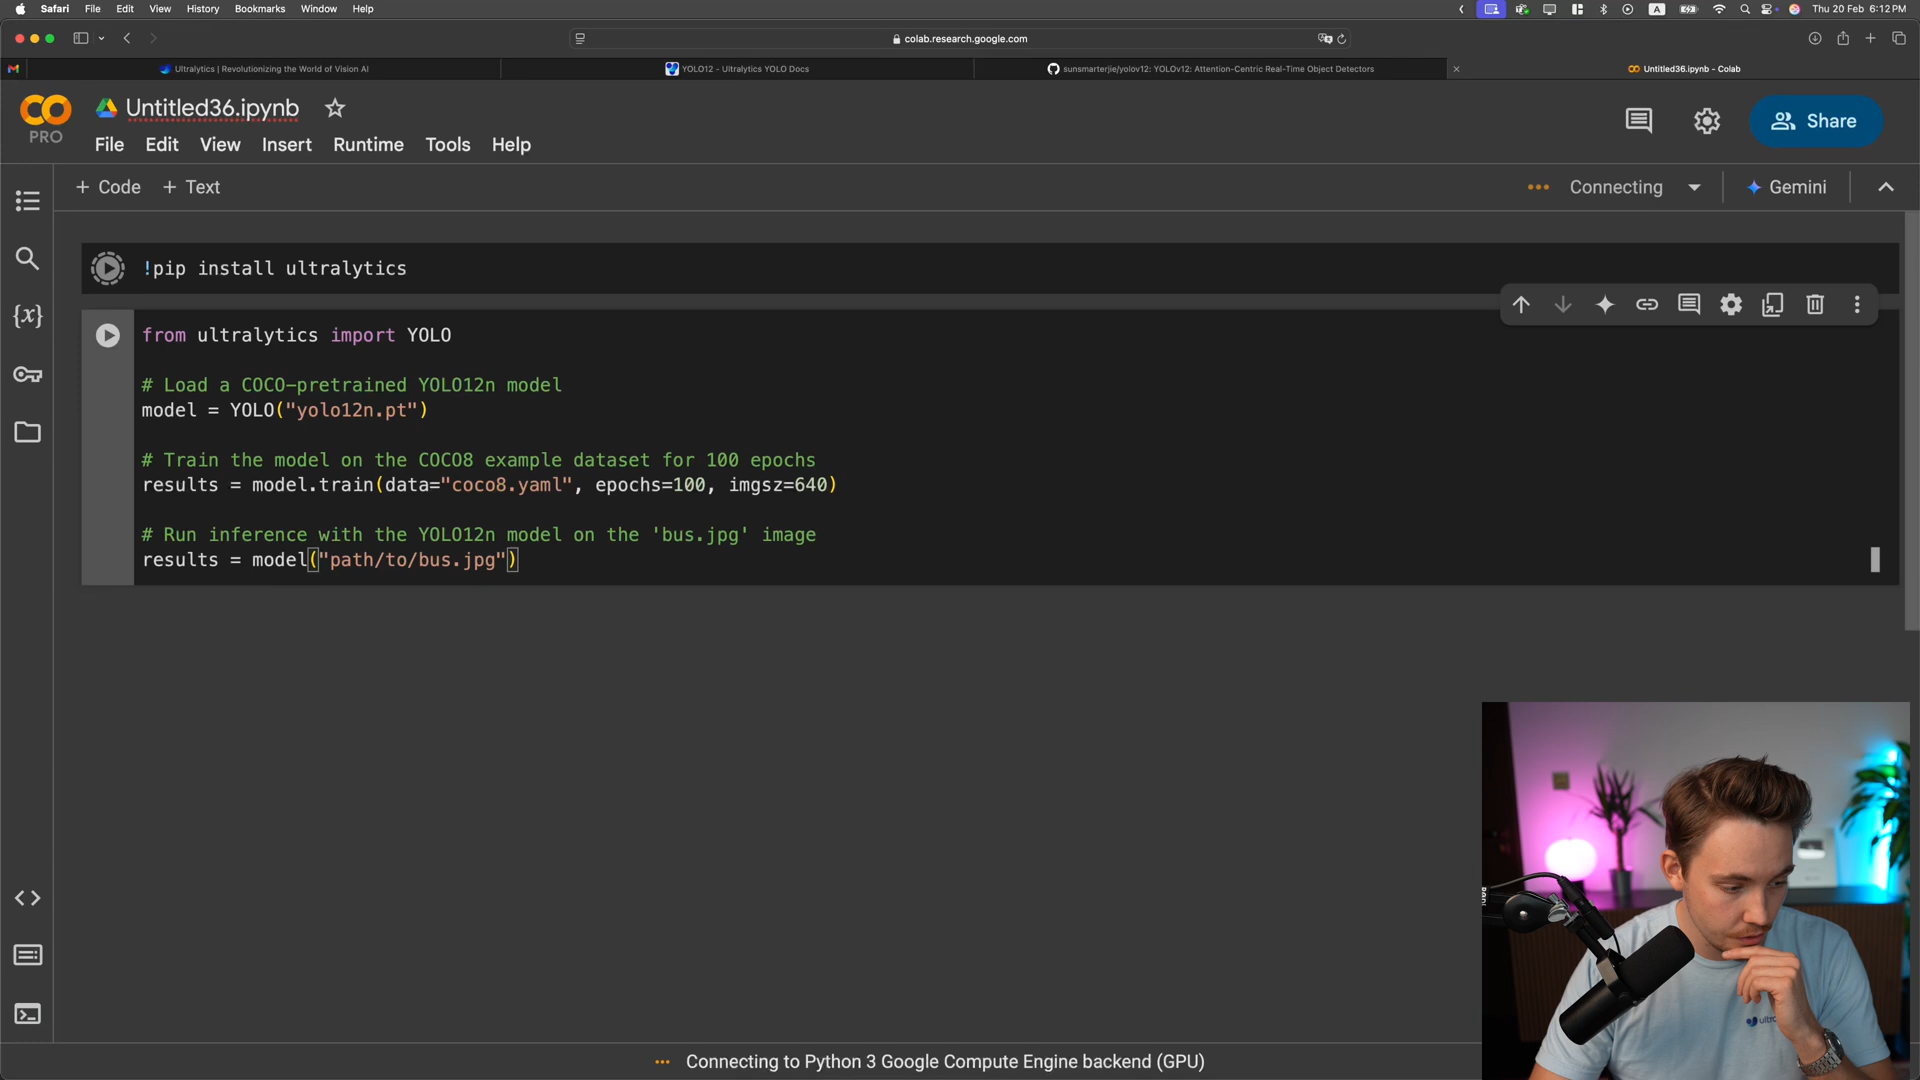 Safari File Edit View History Bookmarks Window Help
A
Thu 20 Feb 6:12 PM
colab.research.google.com
Ultralytics | Revolutionizing the World of Vision AI
YOLO12 - Ultralytics YOLO Docs
sunsmarterjie/yolov12: YOLOv12: Attention-Centric Real-Time Object Detectors
Untitled36.ipynb - Colab
PRO
Untitled36.ipynb
File Edit View Insert Runtime Tools Help
Share
+ Code + Text
Connecting
Gemini
!pip install ultralytics
from ultralytics import YOLO
# Load a COCO-pretrained YOLO12n model
model = YOLO("yolo12n.pt")
# Train the model on the COCO8 example dataset for 100 epochs
results = model.train(data="coco8.yaml", epochs=100, imgsz=640)
# Run inference with the YOLO12n model on the 'bus.jpg' image
results = model("path/to/bus.jpg")
{x}
Connecting to Python 3 Google Compute Engine backend (GPU)